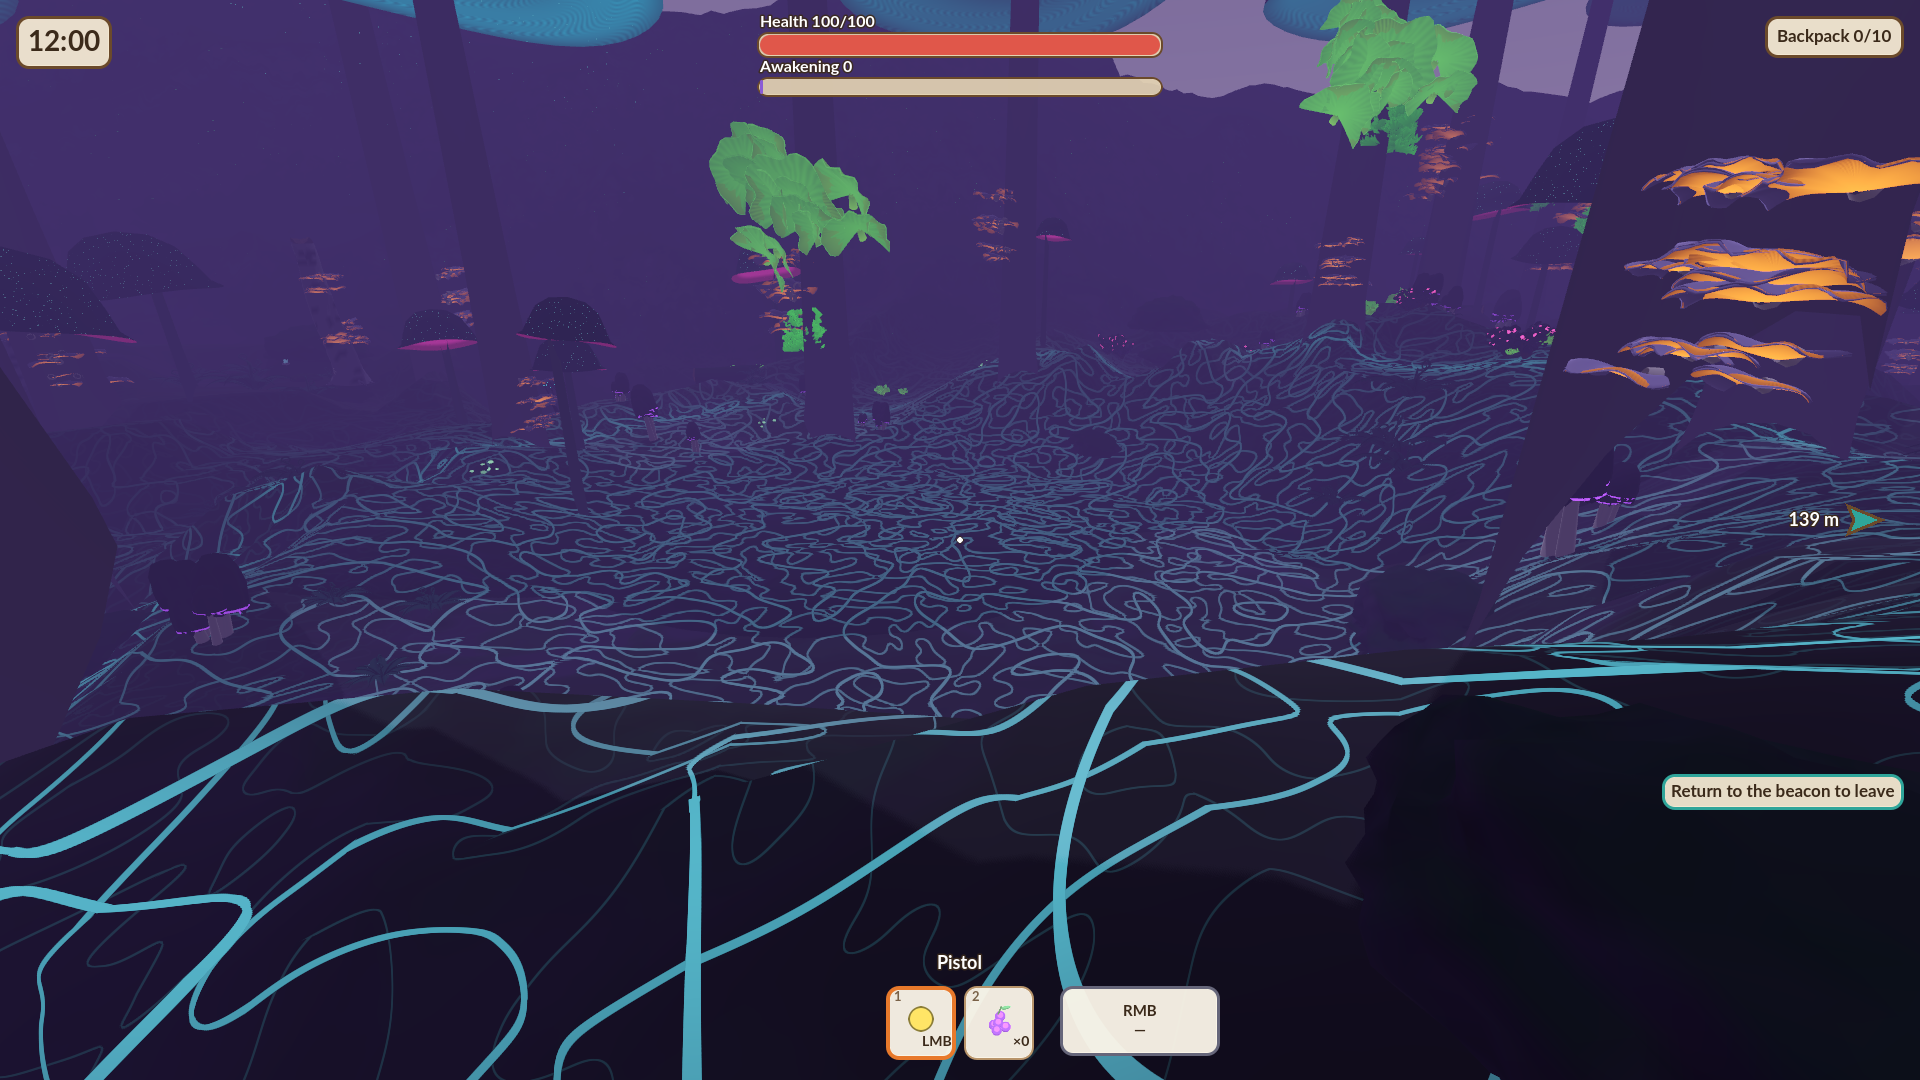 12:00
Health 100/100
Awakening 0
Backpack 0/10
139 m
Return to the beacon to leave
Pistol
1
LMB
2
×0
RMB
–